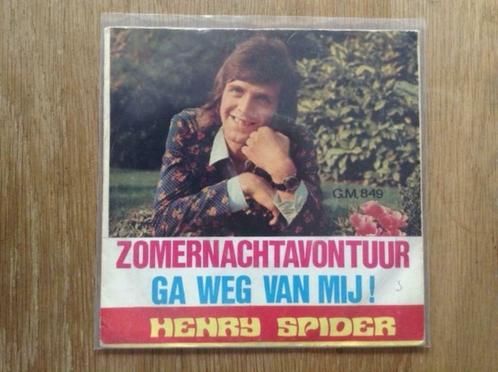 G.M. 849
ZOMERNACHTAVONTUUR
GA WEG VAN MIJ!
HENRY SPIDER